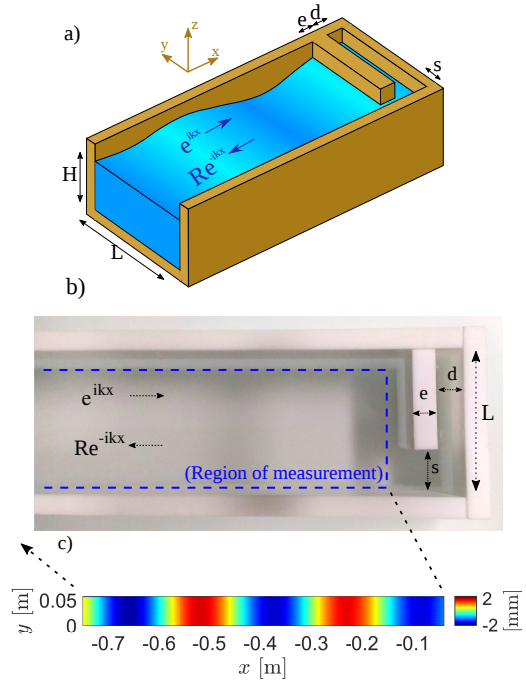 a)
z
y
x
e
d
s
e^{ikx}
Re^{-ikx}
H
L
b)
e^{ikx}
Re^{-ikx}
(Region of measurement)
e
d
L
s
c)
y [m]
0.05
0
-0.7 -0.6 -0.5 -0.4 -0.3 -0.2 -0.1
x [m]
2
-2
[mm]